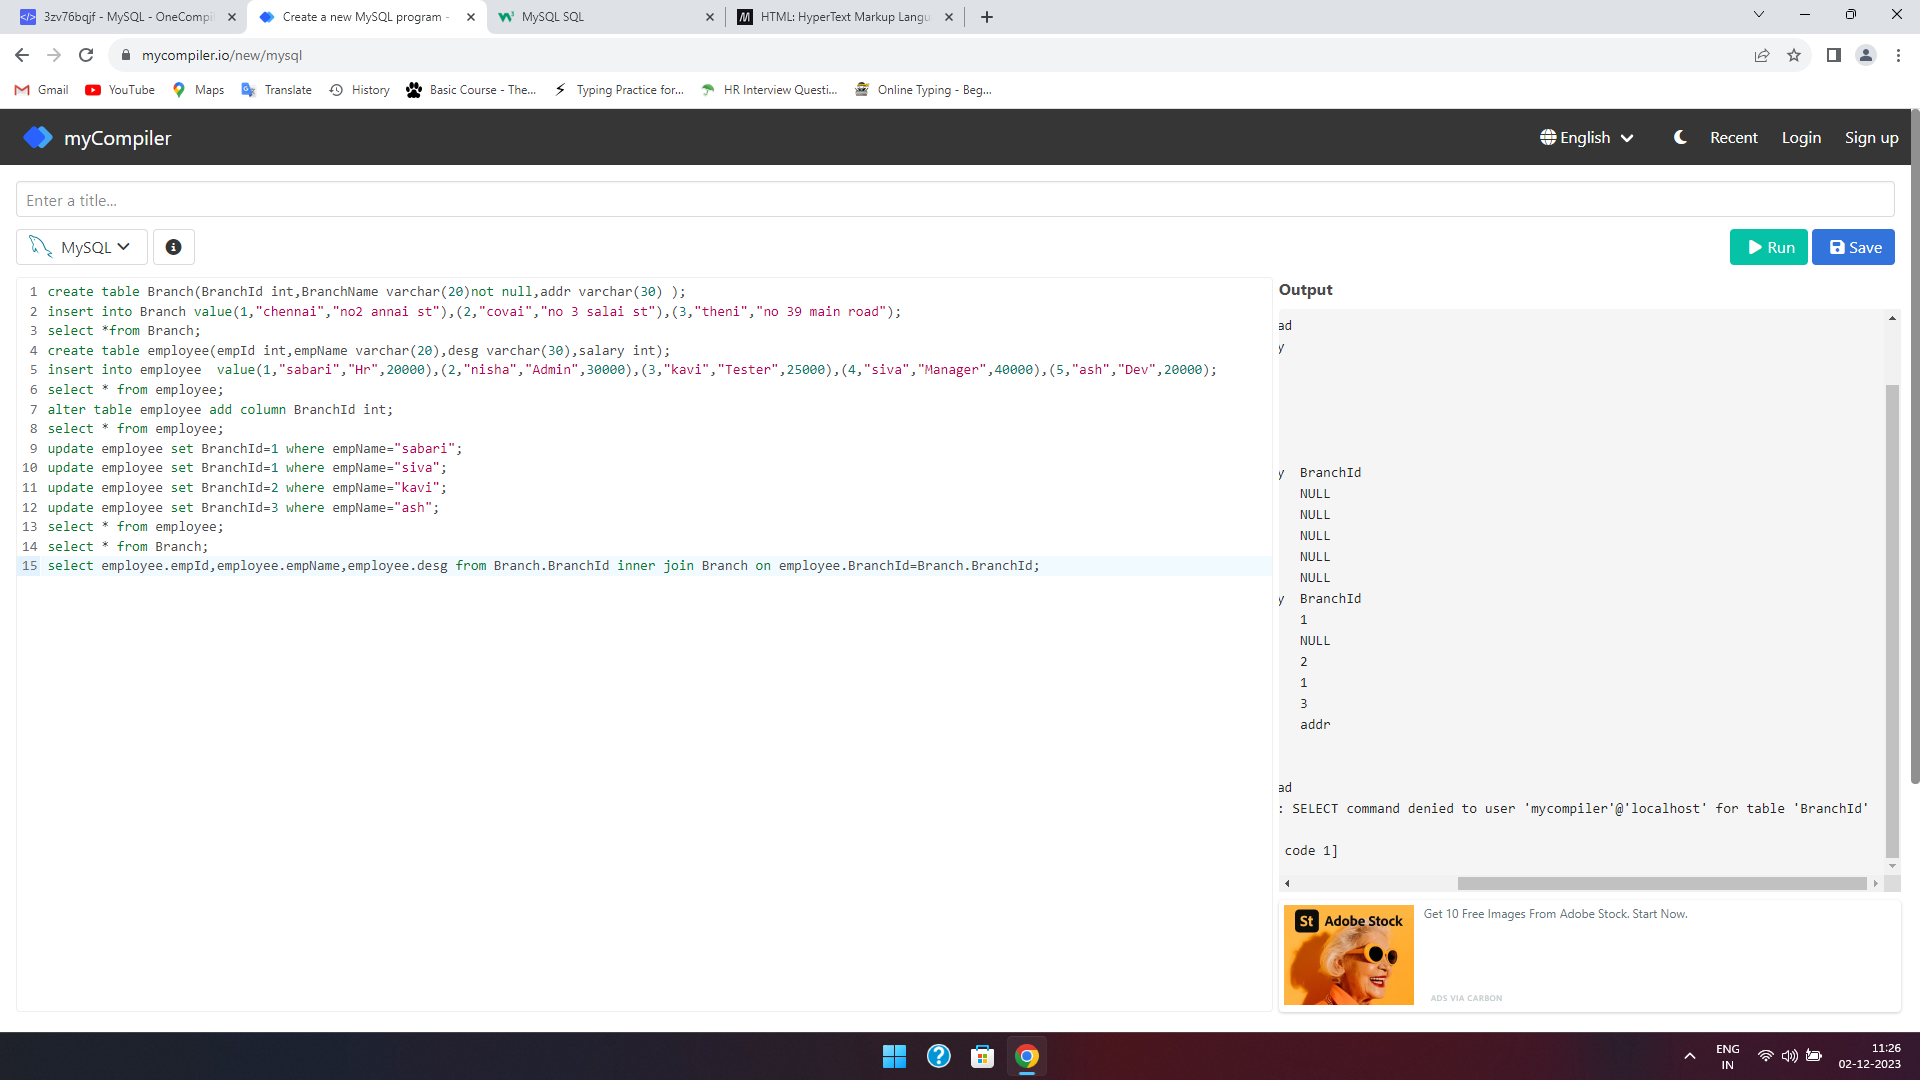 3zv76bqjf - MySQL - OneCompil
Create a new MySQL program -
MySQL SQL
HTML: HyperText Markup Langu
mycompiler.io/new/mysql
Gmail YouTube Maps Translate History Basic Course - The... Typing Practice for... HR Interview Questi... Online Typing - Beg...
myCompiler
English Recent Login Sign up
Enter a title...
MySQL
Run Save
1 create table Branch(BranchId int,BranchName varchar(20)not null,addr varchar(30) );
2 insert into Branch value(1,"chennai","no2 annai st"),(2,"covai","no 3 salai st"),(3,"theni","no 39 main road");
3 select *from Branch;
4 create table employee(empId int,empName varchar(20),desg varchar(30),salary int);
5 insert into employee  value(1,"sabari","Hr",20000),(2,"nisha","Admin",30000),(3,"kavi","Tester",25000),(4,"siva","Manager",40000),(5,"ash","Dev",20000);
6 select * from employee;
7 alter table employee add column BranchId int;
8 select * from employee;
9 update employee set BranchId=1 where empName="sabari";
10 update employee set BranchId=1 where empName="siva";
11 update employee set BranchId=2 where empName="kavi";
12 update employee set BranchId=3 where empName="ash";
13 select * from employee;
14 select * from Branch;
15 select employee.empId,employee.empName,employee.desg from Branch.BranchId inner join Branch on employee.BranchId=Branch.BranchId;
Output
ad
y
y BranchId
NULL
NULL
NULL
NULL
NULL
y BranchId
1
NULL
2
1
3
addr
ad
: SELECT command denied to user 'mycompiler'@'localhost' for table 'BranchId'
code 1]
St Adobe Stock
Get 10 Free Images From Adobe Stock. Start Now.
ADS VIA CARBON
ENG
IN
11:26
02-12-2023